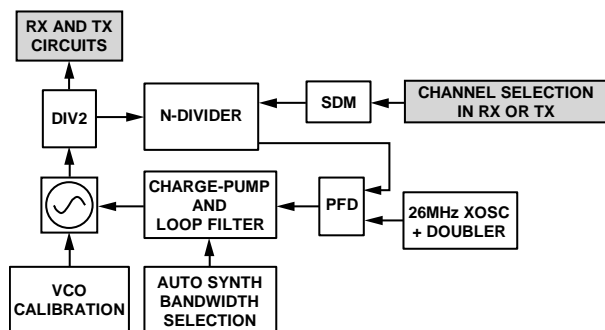 RX AND TX
CIRCUITS
DIV2
N-DIVIDER
SDM
CHANNEL SELECTION
IN RX OR TX
CHARGE-PUMP
AND
LOOP FILTER
PFD
26MHz XOSC
+ DOUBLER
VCO
CALIBRATION
AUTO SYNTH
BANDWIDTH
SELECTION